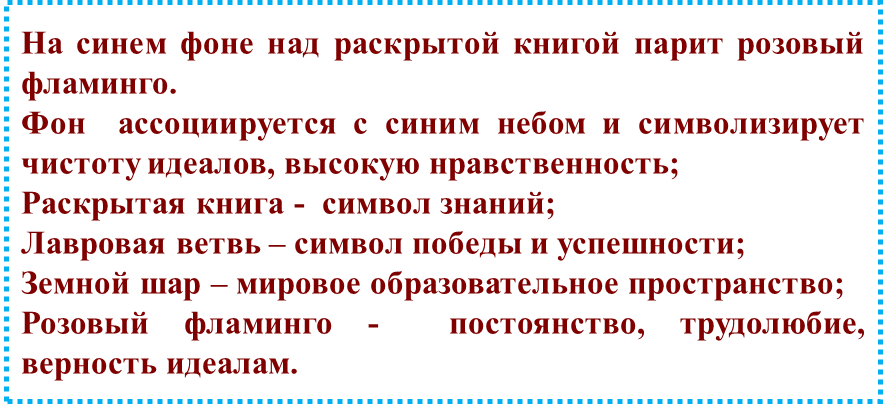 На синем фоне над раскрытой книгой парит розовый
фламинго.
Фон ассоциируется с синим небом и символизирует
чистоту идеалов, высокую нравственность;
Раскрытая книга - символ знаний;
Лавровая ветвь – символ победы и успешности;
Земной шар – мировое образовательное пространство;
Розовый фламинго - постоянство, трудолюбие,
верность идеалам.